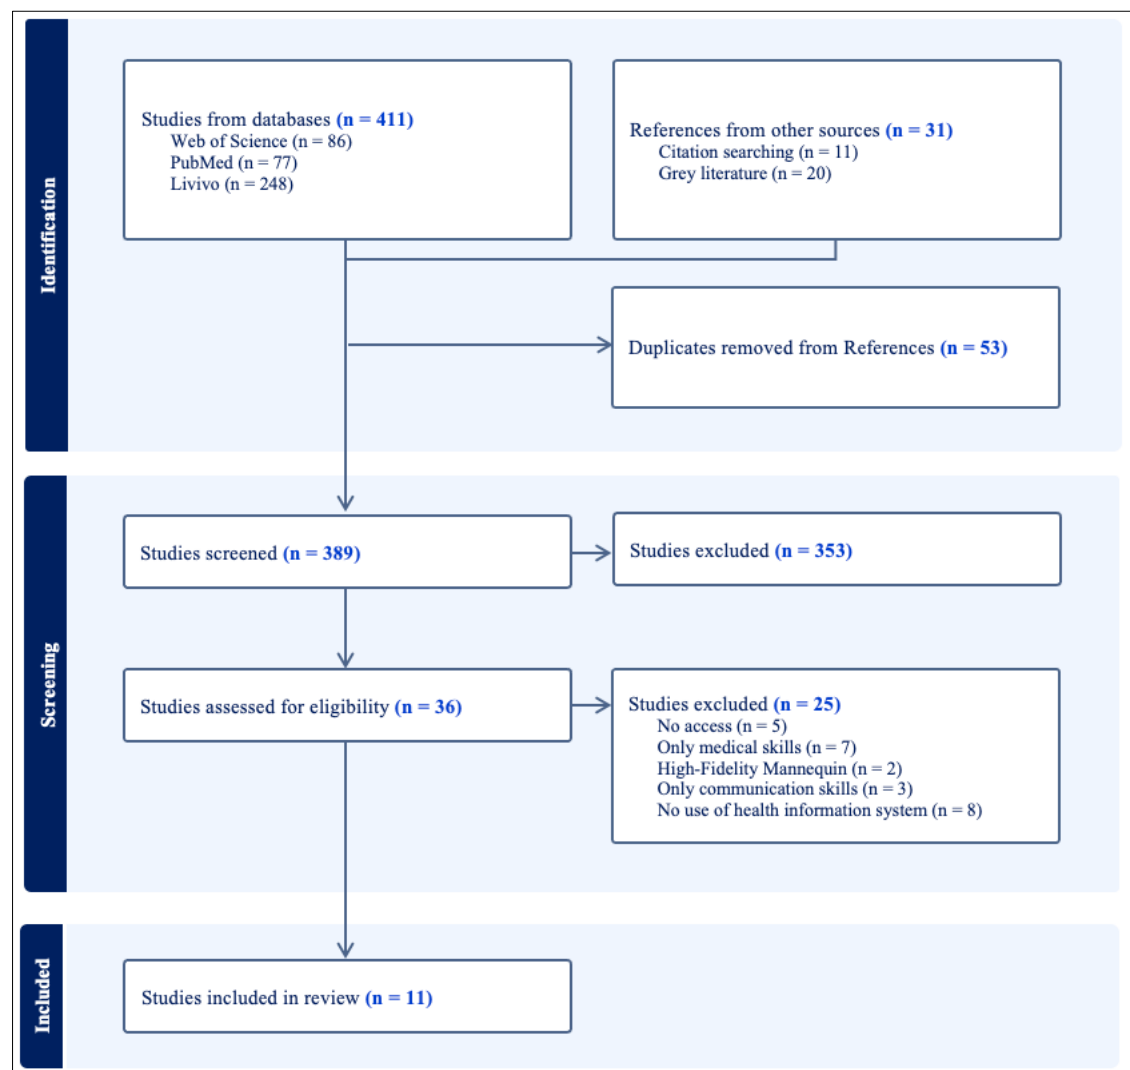 Identification
Studies from databases (n = 411)
Web of Science (n = 86)
PubMed (n = 77)
Livivo (n = 248)
References from other sources (n = 31)
Citation searching (n = 11)
Grey literature (n = 20)
Duplicates removed from References (n = 53)
Screening
Studies screened (n = 389)
Studies excluded (n = 353)
Studies assessed for eligibility (n = 36)
Studies excluded (n = 25)
No access (n = 5)
Only medical skills (n = 7)
High-Fidelity Mannequin (n = 2)
Only communication skills (n = 3)
No use of health information system (n = 8)
Included
Studies included in review (n = 11)